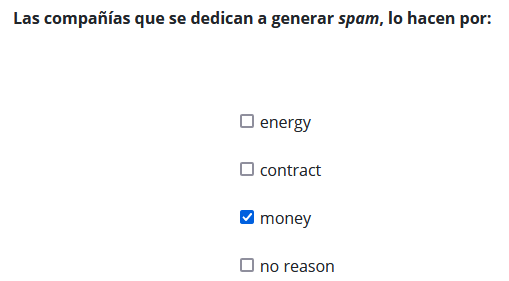 Las compañías que se dedican a generar spam, lo hacen por:
energy
contract
money
no reason